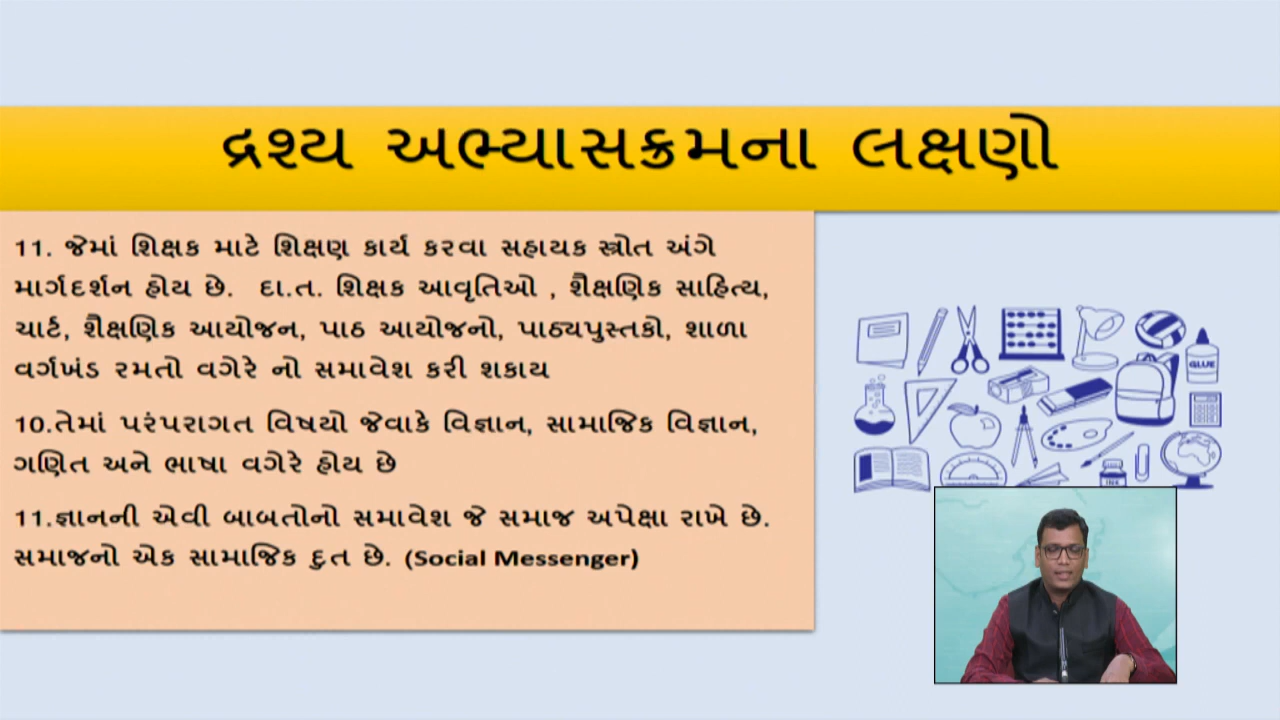 દ્રશ્ય અભ્યાસક્રમના લક્ષણો
11. જેમાં શિક્ષક માટે શિક્ષણ કાર્ય કરવા સહાયક સ્ત્રોત અંગે
માર્ગદર્શન હોય છે. દા.ત. શિક્ષક આવૃતિઓ , શૈક્ષણિક સાહિત્ય,
ચાર્ટ, શૈક્ષણિક આયોજન, પાઠ આયોજનો, પાઠ્યપુસ્તકો, શાળા
વર્ગખંડ રમતો વગેરે નો સમાવેશ કરી શકાય
10.તેમાં પરંપરાગત વિષયો જેવાકે વિજ્ઞાન, સામાજિક વિજ્ઞાન,
ગણિત અને ભાષા વગેરે હોય છે
11.જ્ઞાનની એવી બાબતોનો સમાવેશ જે સમાજ અપેક્ષા રાખે છે.
સમાજનો એક સામાજિક દુત છે. (Social Messenger)
GLUE
INK